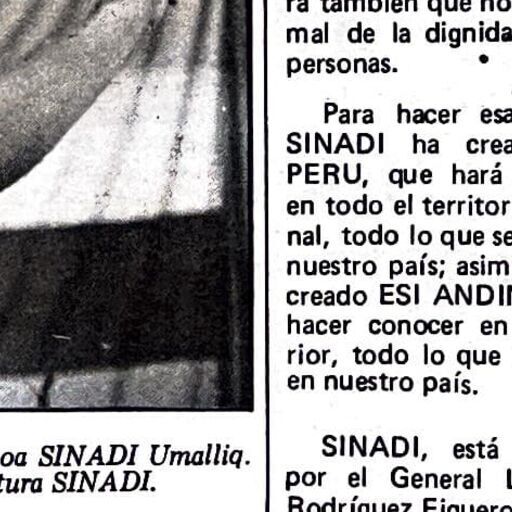 ra también que no
mal de la dignida
personas.
Para hacer esa
SINADI ha crea
PERU, que hará
en todo el territor
nal, todo lo que se
nuestro país; asim
creado ESI ANDIN
hacer conocer en
rior, todo lo que
en nuestro país.
SINADI, está
por el General L
Rodríguez Figuero
oa SINADI Umalliq.
tura SINADI.